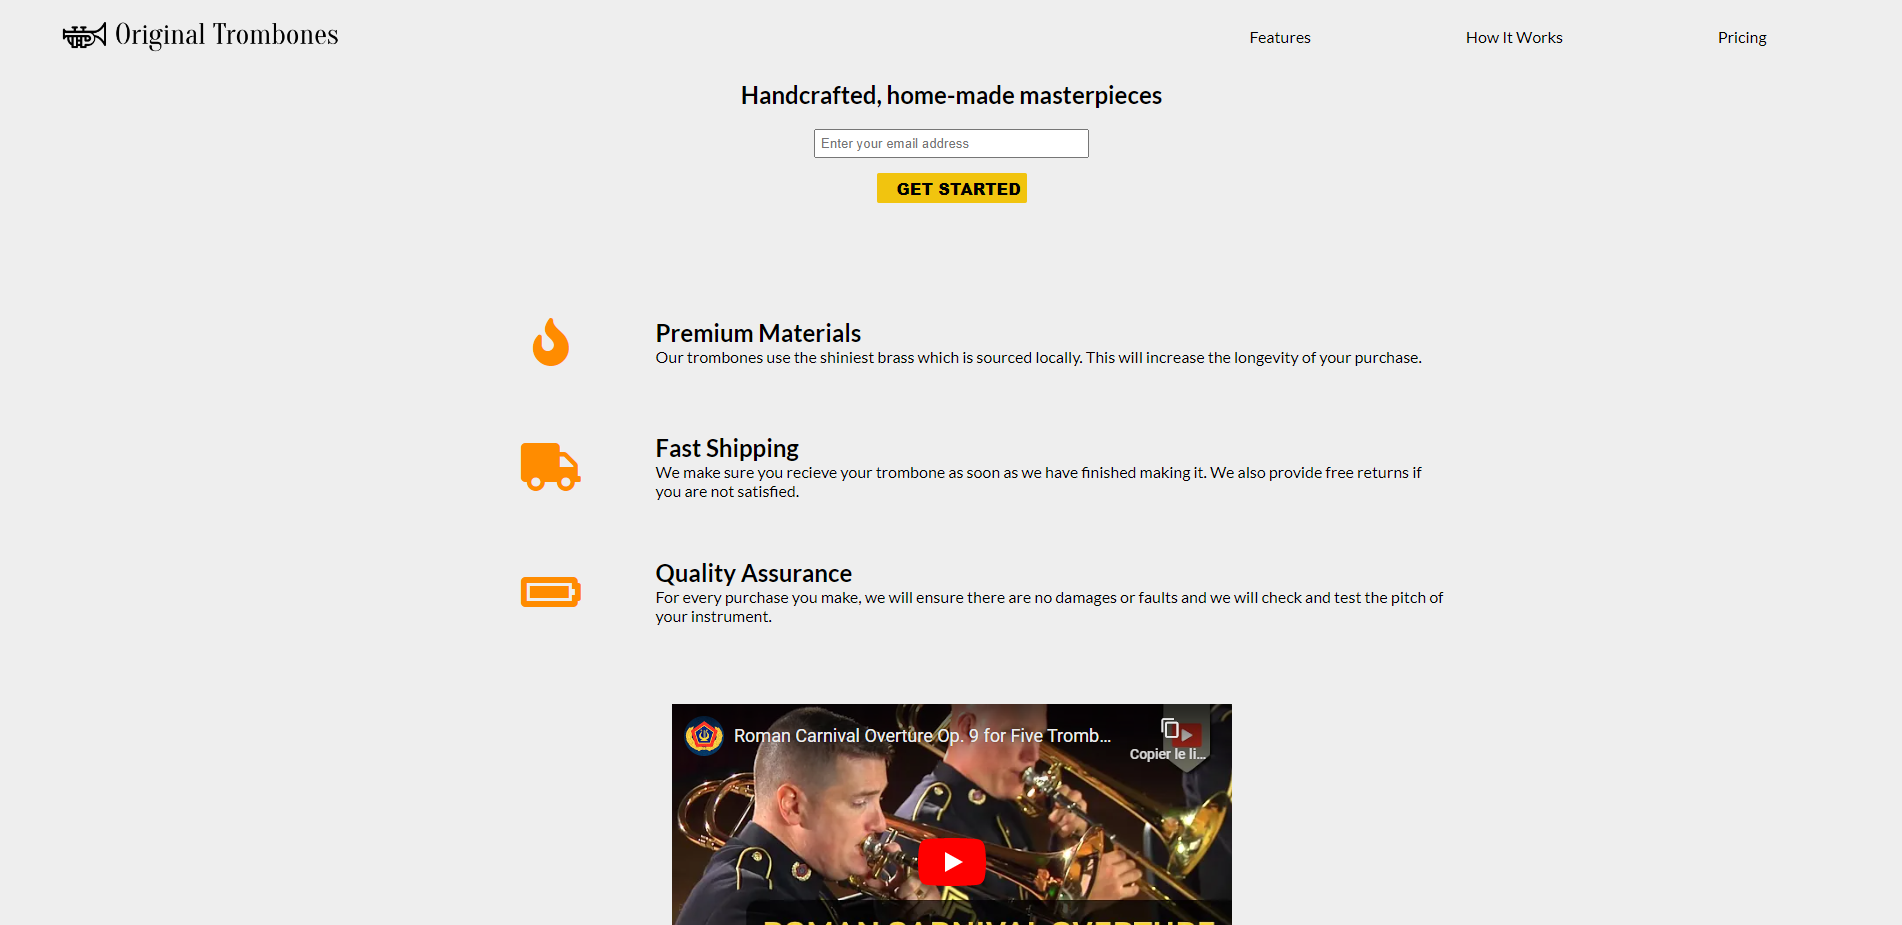 Original Trombones
Features
How It Works
Pricing
Handcrafted, home-made masterpieces
Enter your email address
GET STARTED
Premium Materials
Our trombones use the shiniest brass which is sourced locally. This will increase the longevity of your purchase.
Fast Shipping
We make sure you recieve your trombone as soon as we have finished making it. We also provide free returns if
you are not satisfied.
Quality Assurance
For every purchase you make, we will ensure there are no damages or faults and we will check and test the pitch of
your instrument.
Roman Carnival Overture Op. 9 for Five Tromb...
Copier le li...
ROMAN CARNIVAL OVERTURE